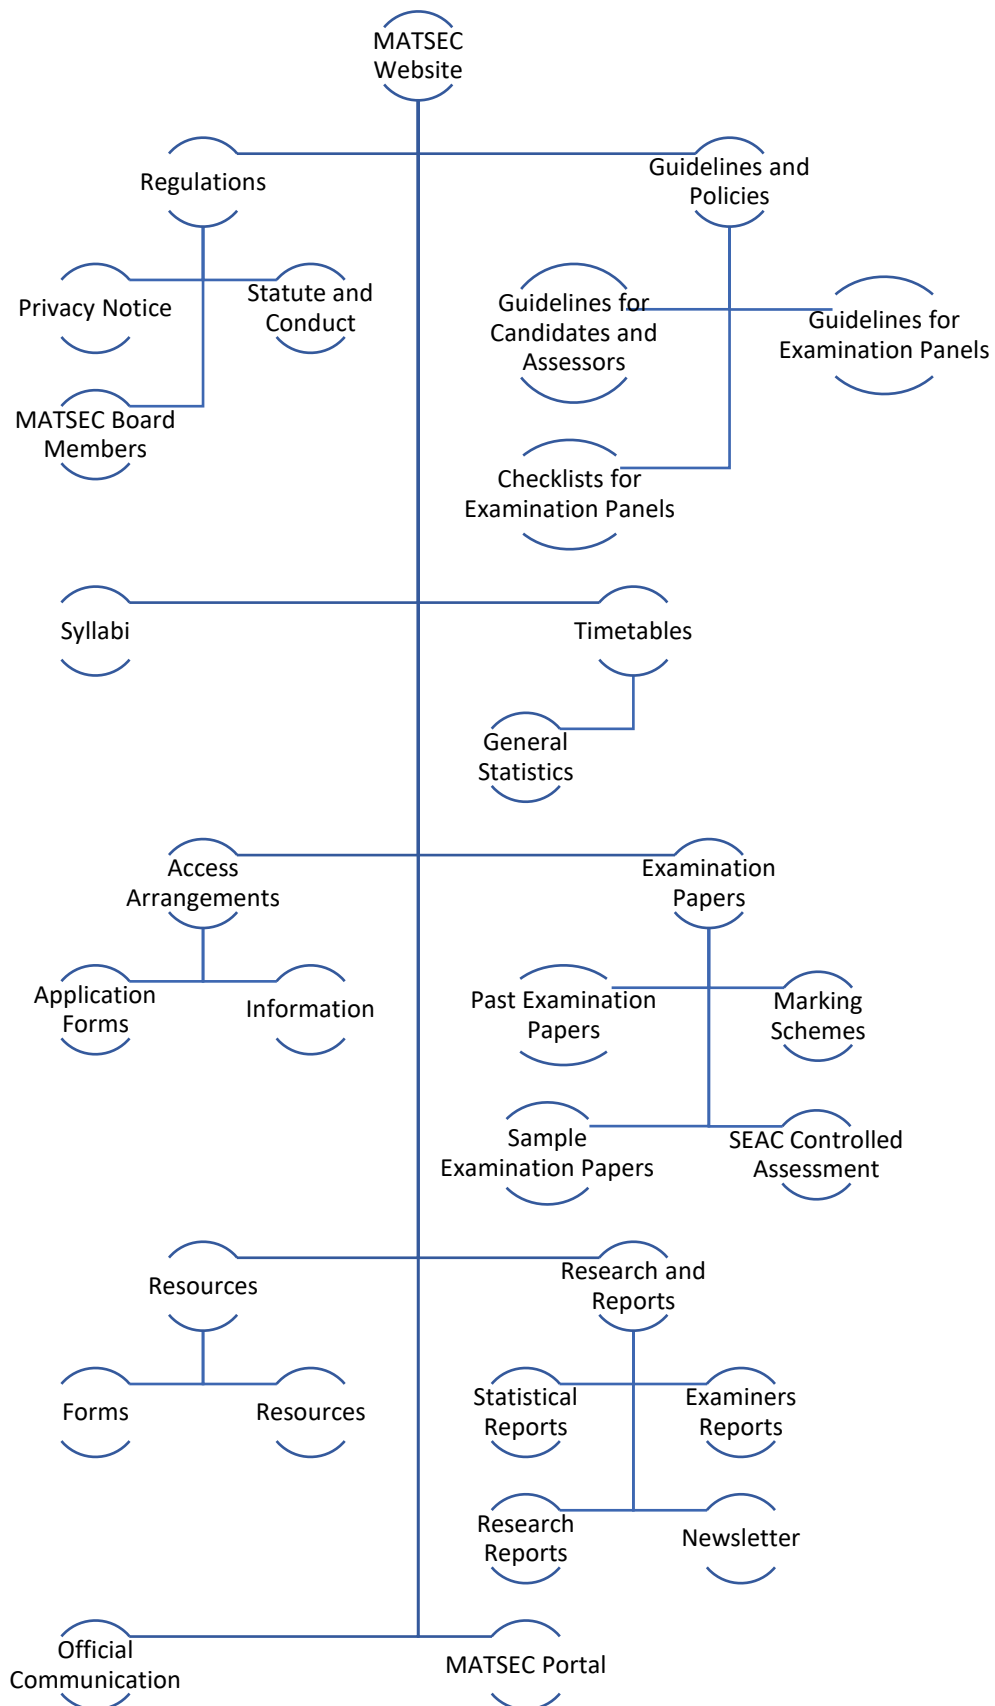 MATSEC
Website
Regulations
Guidelines and
Policies
Privacy Notice
Statute and
Conduct
MATSEC Board
Members
Guidelines for
Candidates and
Assessors
Guidelines for
Examination Panels
Checklists for
Examination Panels
Syllabi
Timetables
General
Statistics
Access
Arrangements
Examination
Papers
Application
Forms
Information
Past Examination
Papers
Marking
Schemes
Sample
Examination Papers
SEAC Controlled
Assessment
Resources
Research and
Reports
Forms
Resources
Statistical
Reports
Examiners
Reports
Research
Reports
Newsletter
Official
Communication
MATSEC Portal